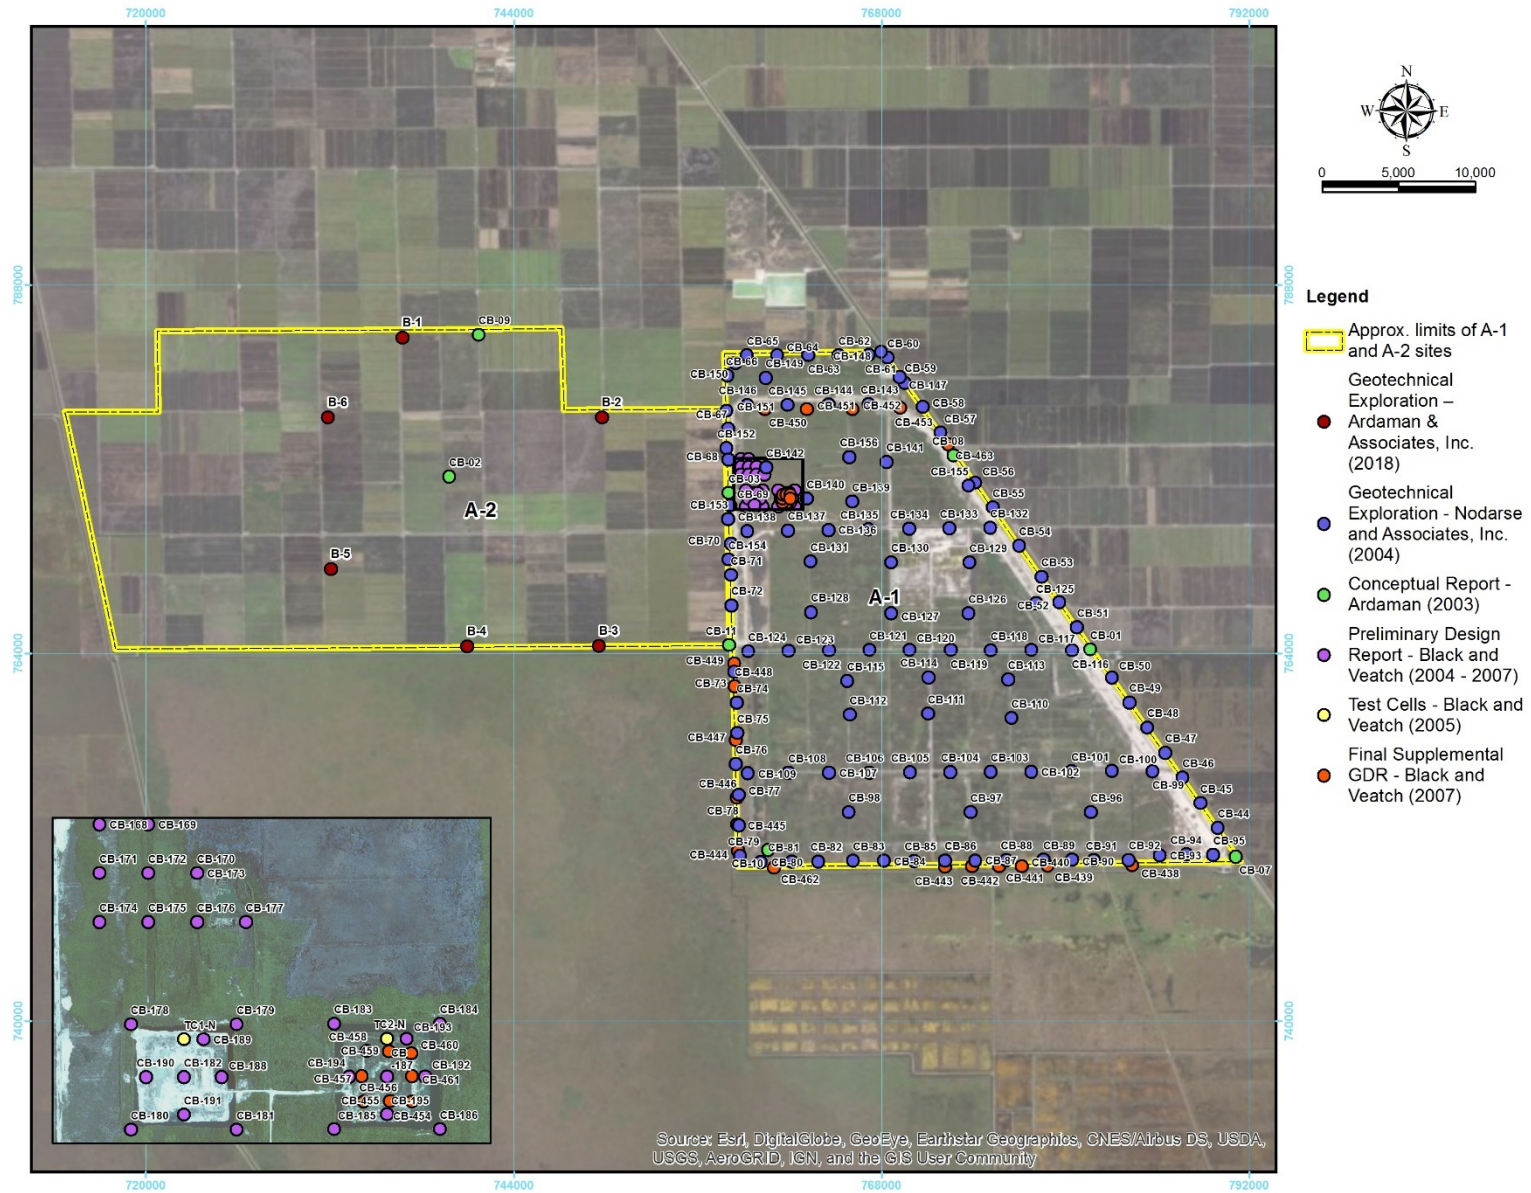 720000
744000
768000
792000
N
W
E
S
0
5,000
10,000
788000
788000
Legend
Approx. limits of A-1
and A-2 sites
Geotechnical
Exploration –
Ardaman &
Associates, Inc.
(2018)
Geotechnical
Exploration - Nodarse
and Associates, Inc.
(2004)
Conceptual Report -
Ardaman (2003)
Preliminary Design
Report - Black and
Veatch (2004 - 2007)
Test Cells - Black and
Veatch (2005)
Final Supplemental
GDR - Black and
Veatch (2007)
B-1
CB-09
B-6
B-2
CB-02
A-2
B-5
B-4
B-3
CB-65
CB-64
CB-62
CB-60
CB-66
CB-149
CB-63
CB-148
CB-61
CB-59
CB-150
CB-147
CB-146
CB-145
CB-144
CB-143
CB-67
CB-151
CB-451
CB-452
CB-58
CB-450
CB-453
CB-57
CB-152
CB-08
CB-156
CB-141
CB-68
CB-142
CB-463
CB-155
CB-56
CB-03
CB-69
CB-140
CB-139
CB-55
CB-153
CB-138
CB-137
CB-135
CB-136
CB-134
CB-133
CB-132
CB-54
CB-70
CB-154
CB-71
CB-131
CB-130
CB-129
CB-53
CB-72
CB-125
CB-52
A-1
CB-128
CB-127
CB-126
CB-51
CB-11
CB-124
CB-123
CB-121
CB-120
CB-118
CB-117
CB-01
764000
764000
CB-449
CB-448
CB-122
CB-115
CB-114
CB-119
CB-113
CB-116
CB-50
CB-73
CB-74
CB-49
CB-112
CB-111
CB-110
CB-75
CB-48
CB-447
CB-76
CB-47
CB-108
CB-106
CB-105
CB-104
CB-103
CB-101
CB-100
CB-46
CB-109
CB-107
CB-102
CB-99
CB-446
CB-77
CB-45
CB-78
CB-98
CB-97
CB-96
CB-44
CB-445
CB-79
CB-81
CB-82
CB-83
CB-85
CB-86
CB-88
CB-89
CB-91
CB-92
CB-94
CB-95
CB-444
CB-10
CB-80
CB-84
CB-87
CB-440
CB-90
CB-93
CB-462
CB-443
CB-442
CB-441
CB-439
CB-438
CB-07
CB-168
CB-169
CB-171
CB-172
CB-170
CB-173
CB-174
CB-175
CB-176
CB-177
CB-178
CB-179
CB-183
CB-184
TC1-N
TC2-N
CB-189
CB-458
CB-193
CB-459
CB
CB-460
CB-190
CB-182
CB-188
CB-194
-187
CB-192
CB-457
CB-461
CB-456
CB-191
CB-455
CB-195
CB-180
CB-181
CB-185
CB-454
CB-186
740000
740000
Source: Esri, DigitalGlobe, GeoEye, Earthstar Geographics, CNES/Airbus DS, USDA,
USGS, AeroGRID, IGN, and the GIS User Community
720000
744000
768000
792000